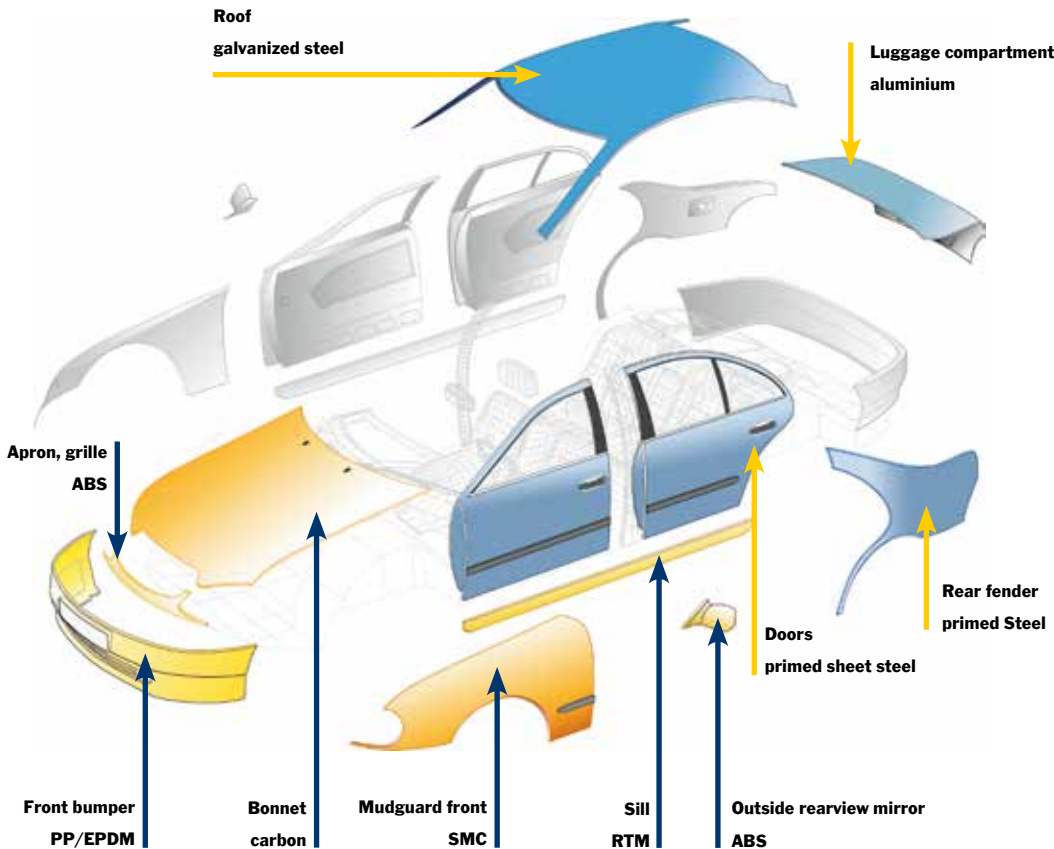 Roof
galvanized steel
Luggage compartment
aluminium
Apron, grille
ABS
Rear fender
primed Steel
Doors
primed sheet steel
Front bumper
PP/EPDM
Bonnet
carbon
Mudguard front
SMC
Sill
RTM
Outside rearview mirror
ABS